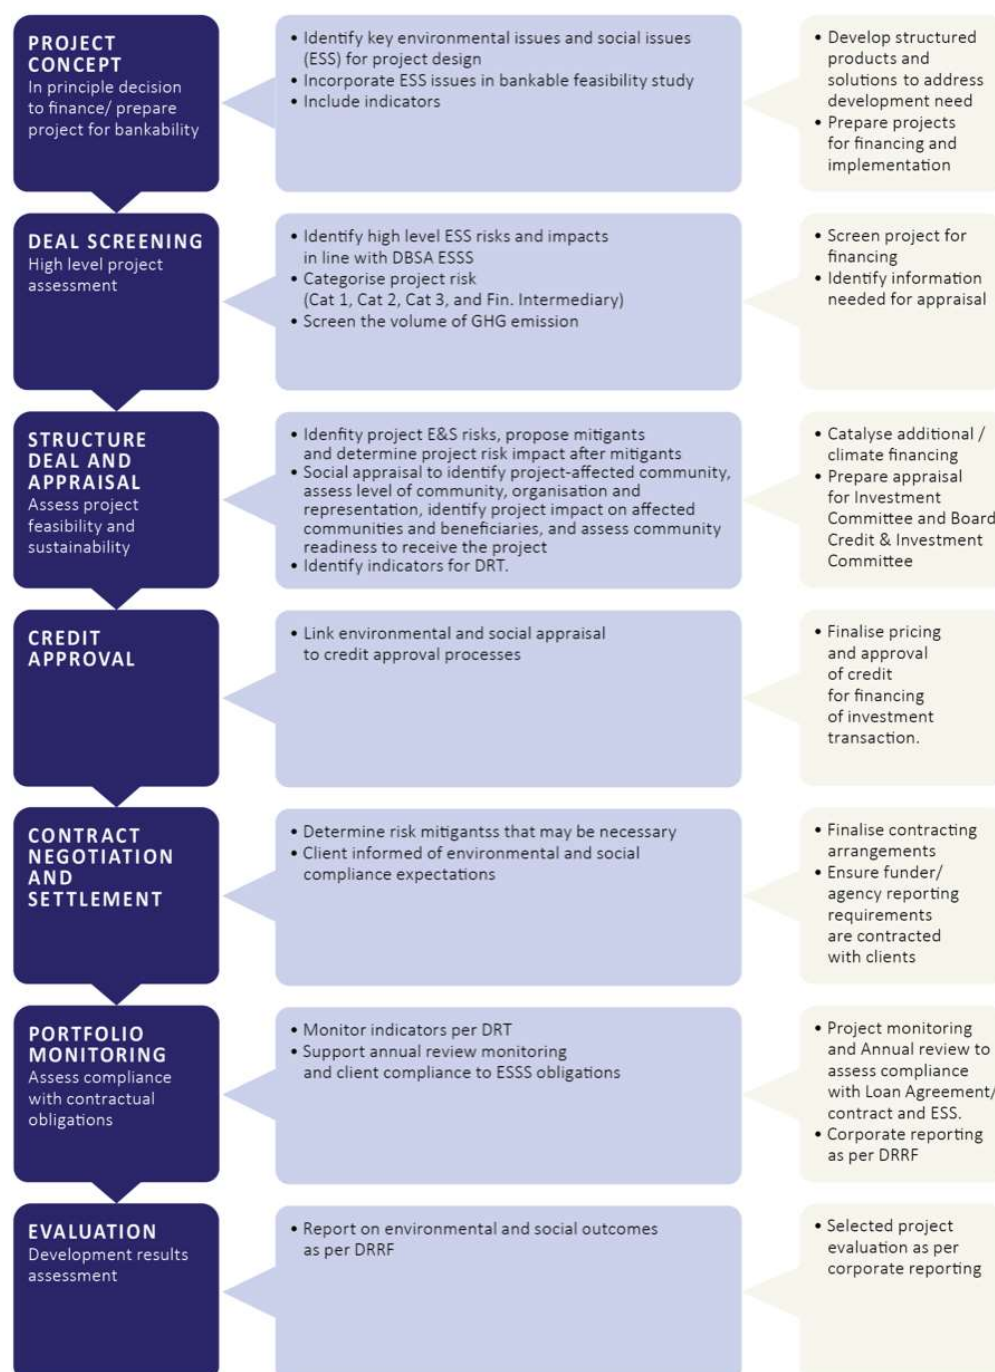 PROJECT
CONCEPT
In principle decision
to finance/ prepare
project for bankability
• Identify key environmental issues and social issues
(ESS) for project design
• Incorporate ESS issues in bankable feasibility study
• Include indicators
• Develop structured
products and
solutions to address
development need
• Prepare projects
for financing and
implementation
DEAL SCREENING
High level project
assessment
• Identify high level ESS risks and impacts
in line with DBSA ESSS
• Categorise project risk
(Cat 1, Cat 2, Cat 3, and Fin. Intermediary)
• Screen the volume of GHG emission
• Screen project for
financing
• Identify information
needed for appraisal
STRUCTURE
DEAL AND
APPRAISAL
Assess project
feasibility and
sustainability
• Idenfity project E&S risks, propose mitigants
and determine project risk impact after mitigants
• Social appraisal to identify project-affected community,
assess level of community, organisation and
representation, identify project impact on affected
communities and beneficiaries, and assess community
readiness to receive the project
• Identify indicators for DRT.
• Catalyse additional /
climate financing
• Prepare appraisal
for Investment
Committee and Board
Credit & Investment
Committee
CREDIT
APPROVAL
• Link environmental and social appraisal
to credit approval processes
• Finalise pricing
and approval
of credit
for financing
of investment
transaction.
CONTRACT
NEGOTIATION
AND
SETTLEMENT
• Determine risk mitigantss that may be necessary
• Client informed of environmental and social
compliance expectations
• Finalise contracting
arrangements
• Ensure funder/
agency reporting
requirements
are contracted
with clients
PORTFOLIO
MONITORING
Assess compliance
with contractual
obligations
• Monitor indicators per DRT
• Support annual review monitoring
and client compliance to ESSS obligations
• Project monitoring
and Annual review to
assess compliance
with Loan Agreement/
contract and ESS.
• Corporate reporting
as per DRRF
EVALUATION
Development results
assessment
• Report on environmental and social outcomes
as per DRRF
• Selected project
evaluation as per
corporate reporting